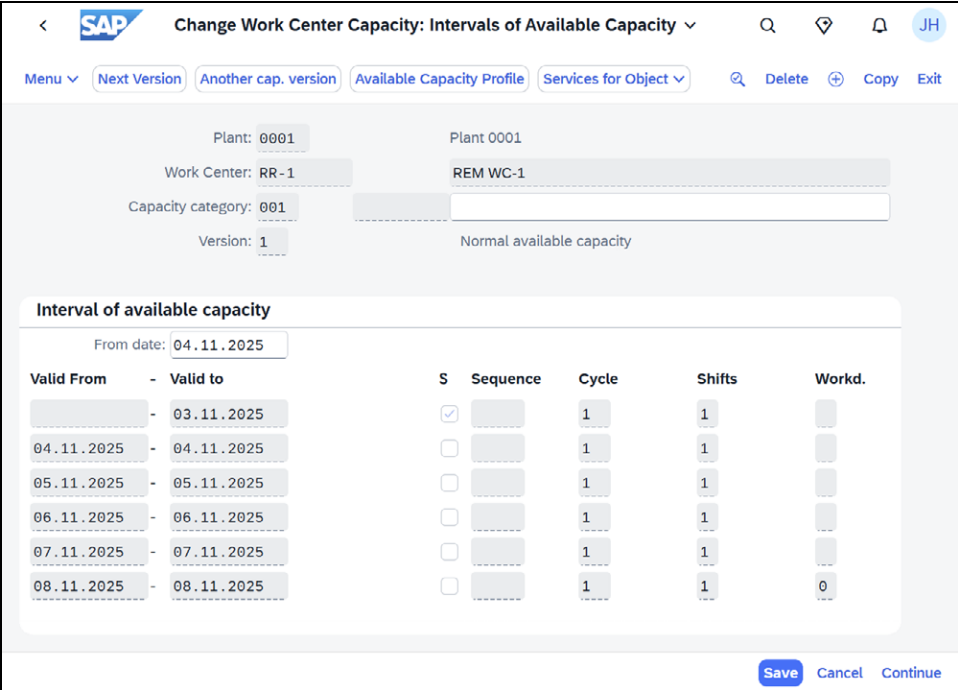 SAP Change Work Center Capacity: Intervals of Available Capacity JH
Menu Next Version Another cap. version Available Capacity Profile Services for Object Delete Copy Exit
Plant: 0001 Plant 0001
Work Center: RR-1 REM WC-1
Capacity category: 001
Version: 1 Normal available capacity
Interval of available capacity
From date: 04.11.2025
Valid From - Valid to S Sequence Cycle Shifts Workd.
- 03.11.2025 1 1
04.11.2025 - 04.11.2025 1 1
05.11.2025 - 05.11.2025 1 1
06.11.2025 - 06.11.2025 1 1
07.11.2025 - 07.11.2025 1 1
08.11.2025 - 08.11.2025 1 1 0
Save Cancel Continue